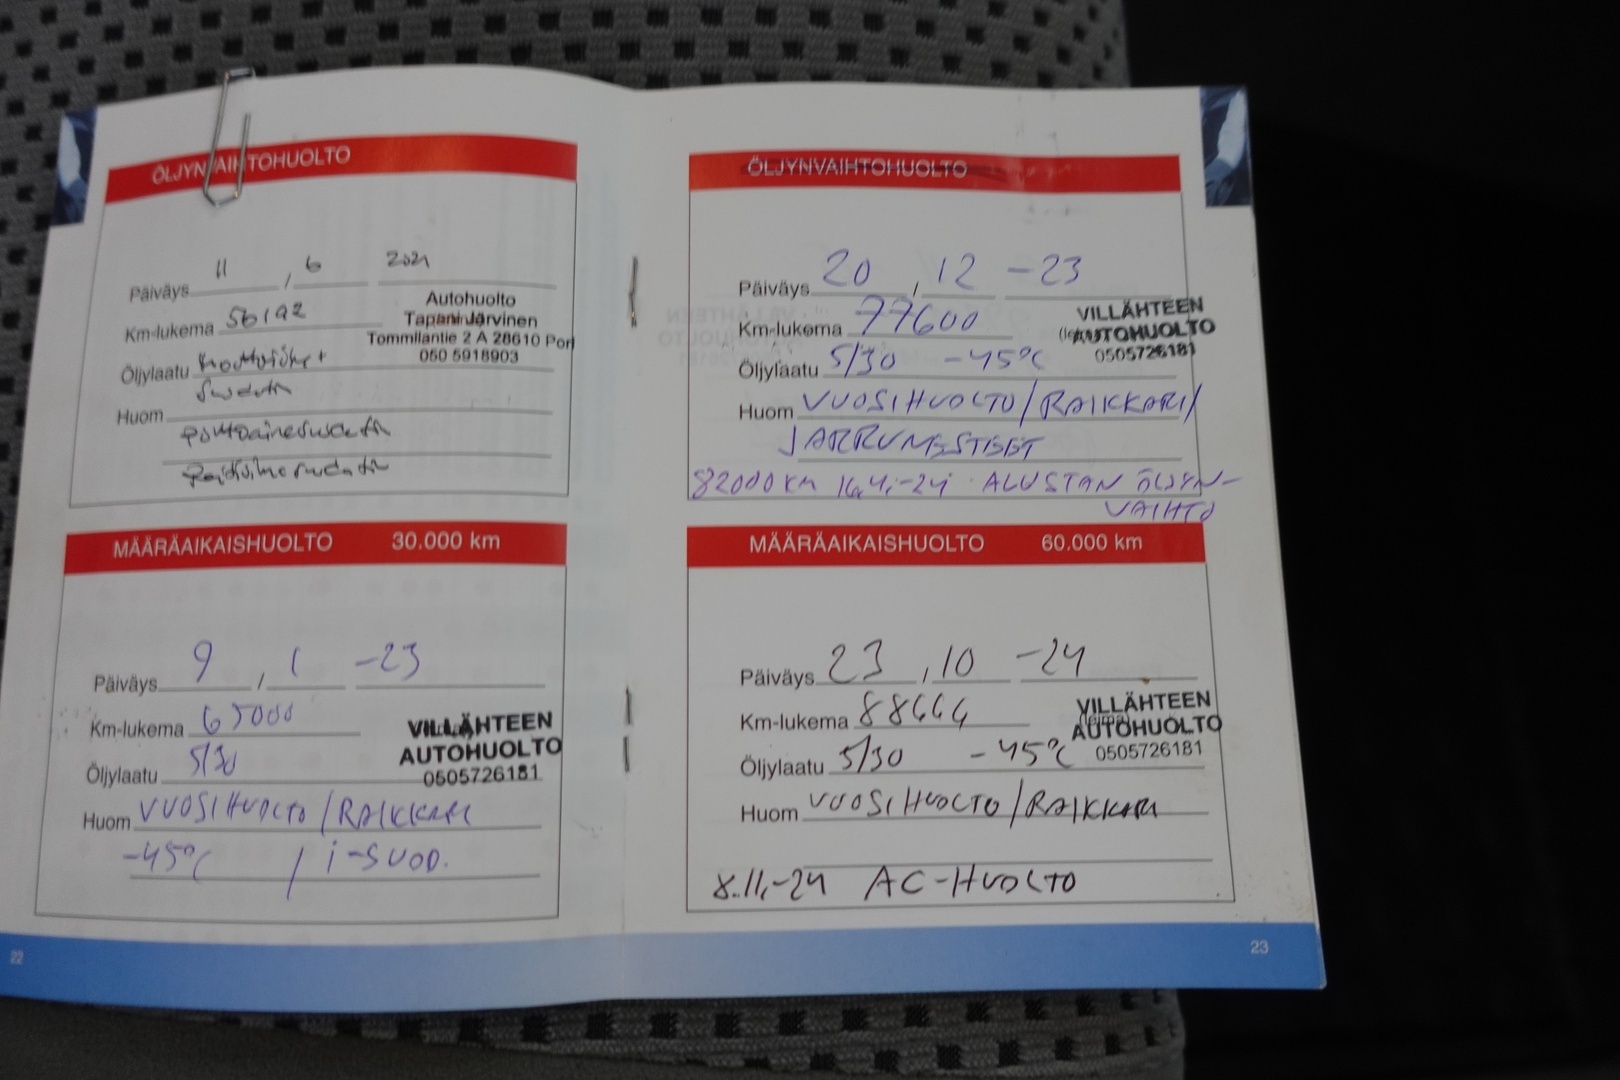 ÖLJYNVAIHTOHUOLTO
Päiväys 11 , 6 2021
Km-lukema 56192
Autohuolto
Tapani Järvinen
Tommilantie 2 A 28610 Pori
050 5918903
Öljylaatu
Huom
MÄÄRÄAIKAISHUOLTO 30.000 km
Päiväys 9 , 1 -23
Km-lukema 65000
VILLÄHTEEN
AUTOHUOLTO
0505726181
Öljylaatu 5/30
Huom VUOSIHUOLTO / RAIKKARI
-45°C / i-SUOD.
22
ÖLJYNVAIHTOHUOLTO
Päiväys 20 , 12 -23
Km-lukema 77600
VILLÄHTEEN
AUTOHUOLTO
0505726181
Öljylaatu 5/30 -45°C
Huom VUOSIHUOLTO / RAIKKARI /
JARRUNESTEET
82000 KM 16.4.-24 ALUSTAN ÖLJYN-
VAIHTO
MÄÄRÄAIKAISHUOLTO 60.000 km
Päiväys 23 , 10 -24
Km-lukema
VILLÄHTEEN
(leima)
AUTOHUOLTO
0505726181
Öljylaatu 5/30 -45°C
Huom VUOSIHUOLTO / RAIKKARI
8.11.-24 AC-HUOLTO
23